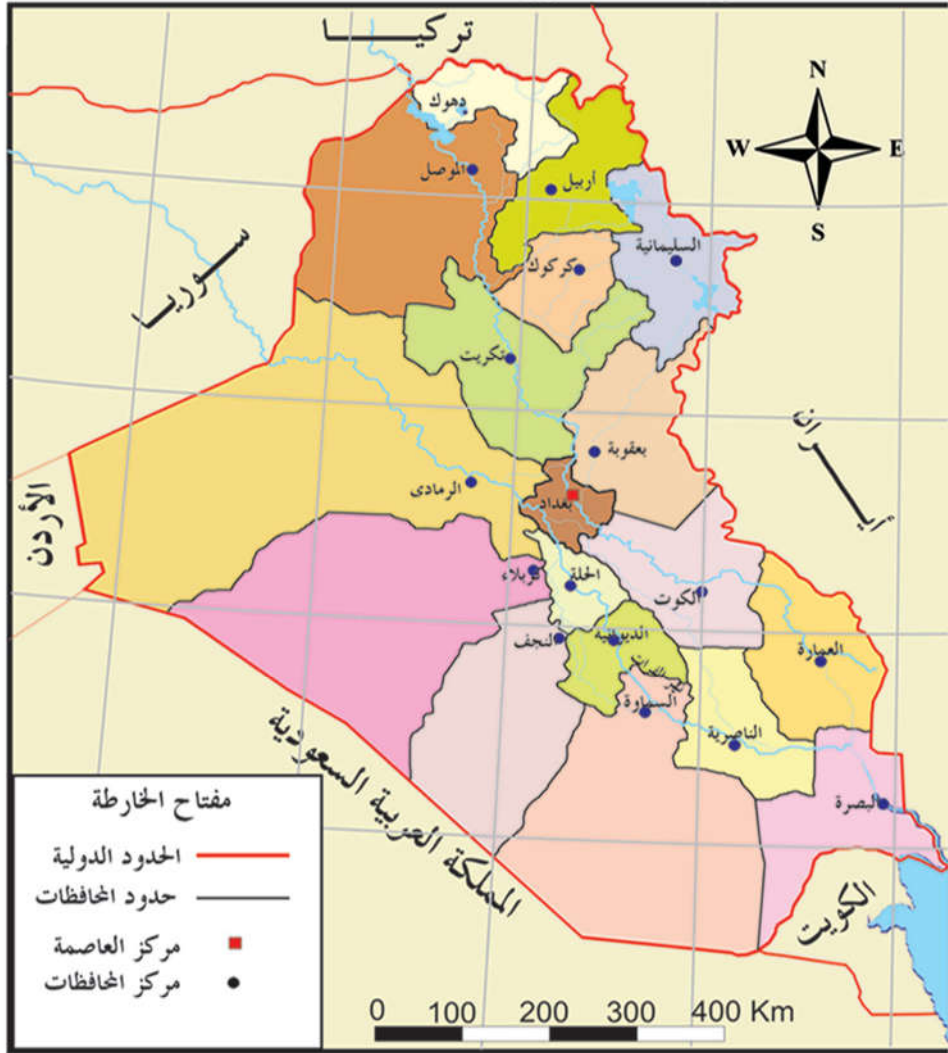 تركيا
N
W
E
S
دهوك
الموصل
أربيل
السليمانية
كركوك
سوريا
تكريت
إيران
بعقوبة
الرمادى
بغداد
الأردن
كربلاء
الحلة
الكوت
النجف
الديوانية
العمارة
السماوة
الناصرية
البصرة
المملكة العربية السعودية
الكويت
مفتاح الخارطة
الحدود الدولية
حدود المحافظات
مركز العاصمة
مركز المحافظات
0 100 200 300 400 Km